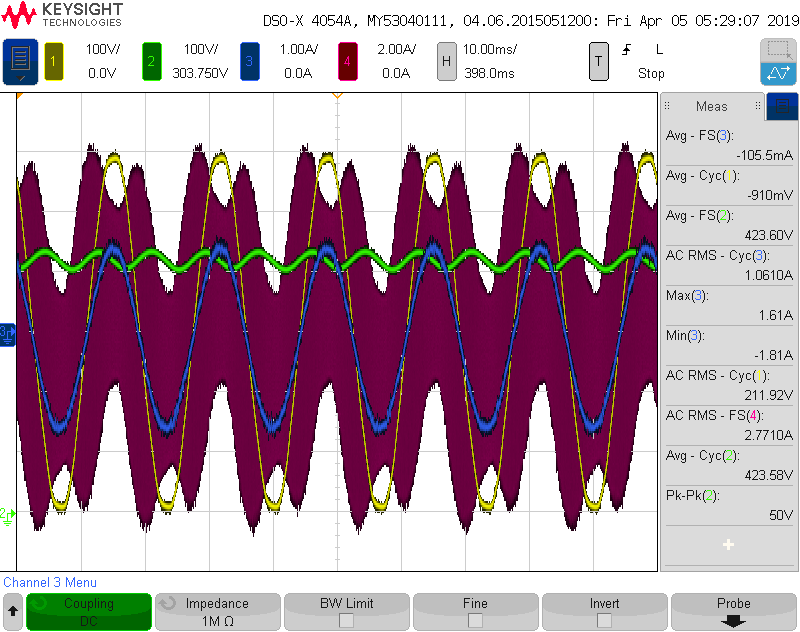 KEYSIGHT
TECHNOLOGIES
DSO-X 4054A, MY53040111, 04.06.2015051200: Fri Apr 05 05:29:07 2019
1 100V/ 2 100V/ 3 1.00A/ 4 2.00A/ H 10.00ms/ T L
0.0V 303.750V 0.0A 0.0A 398.0ms Stop
Meas
Avg - FS(3):
-105.5mA
Avg - Cyc( ):
-910mV
Avg - FS(2):
423.60V
AC RMS - Cyc(3):
1.0610A
Max(3):
1.61A
Min(3):
-1.81A
AC RMS - Cyc( ):
211.92V
AC RMS - FS(4):
2.7710A
Avg - Cyc(2):
423.58V
Pk-Pk(2):
50V
3
2
Channel 3 Menu
Coupling Impedance BW Limit Fine Invert Probe
DC 1M Ω